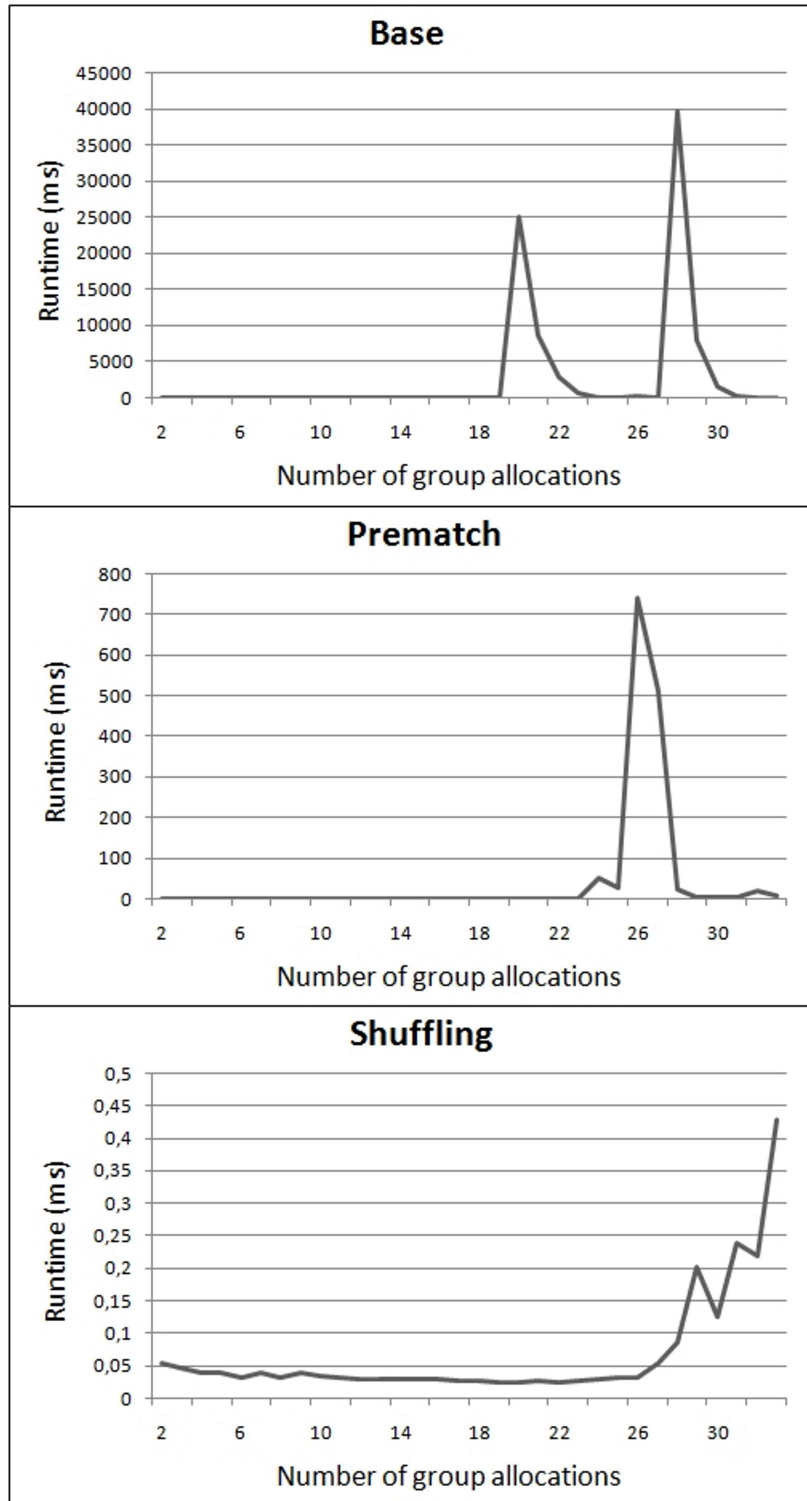 Base
45000
40000
35000
30000
25000
20000
15000
10000
5000
0
Runtime (ms)
2 6 10 14 18 22 26 30
Number of group allocations
Prematch
800
700
600
500
400
300
200
100
0
Runtime (ms)
2 6 10 14 18 22 26 30
Number of group allocations
Shuffling
0,5
0,45
0,4
0,35
0,3
0,25
0,2
0,15
0,1
0,05
0
Runtime (ms)
2 6 10 14 18 22 26 30
Number of group allocations